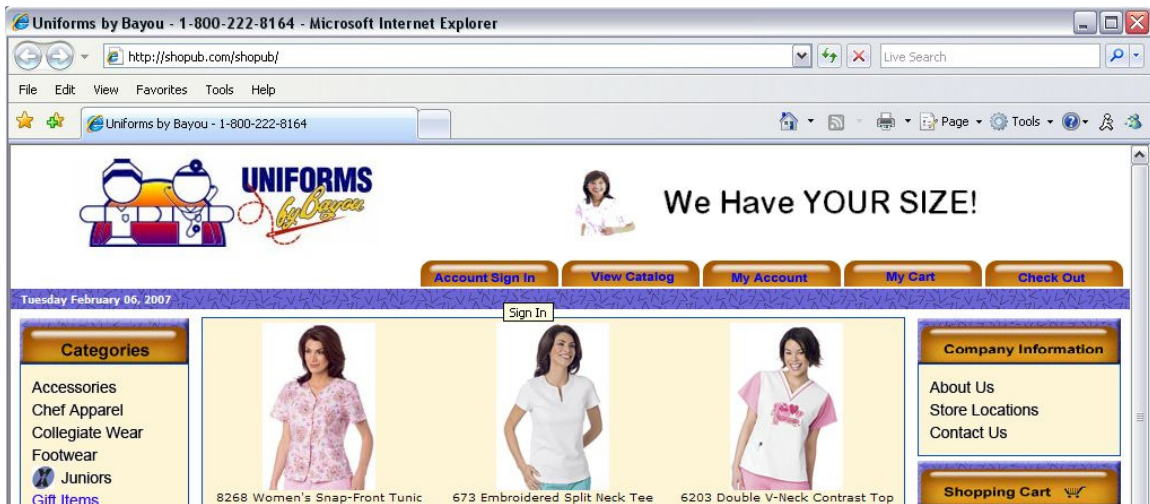 Uniforms by Bayou - 1-800-222-8164 - Microsoft Internet Explorer
http://shopub.com/shopub/
Live Search
File Edit View Favorites Tools Help
Uniforms by Bayou - 1-800-222-8164
Page Tools
UNIFORMS
by Bayou
We Have YOUR SIZE!
Account Sign In View Catalog My Account My Cart Check Out
Tuesday February 06, 2007
Sign In
Categories
Accessories
Chef Apparel
Collegiate Wear
Footwear
Juniors
Gift Items
8268 Women's Snap-Front Tunic 673 Embroidered Split Neck Tee 6203 Double V-Neck Contrast Top
Company Information
About Us
Store Locations
Contact Us
Shopping Cart